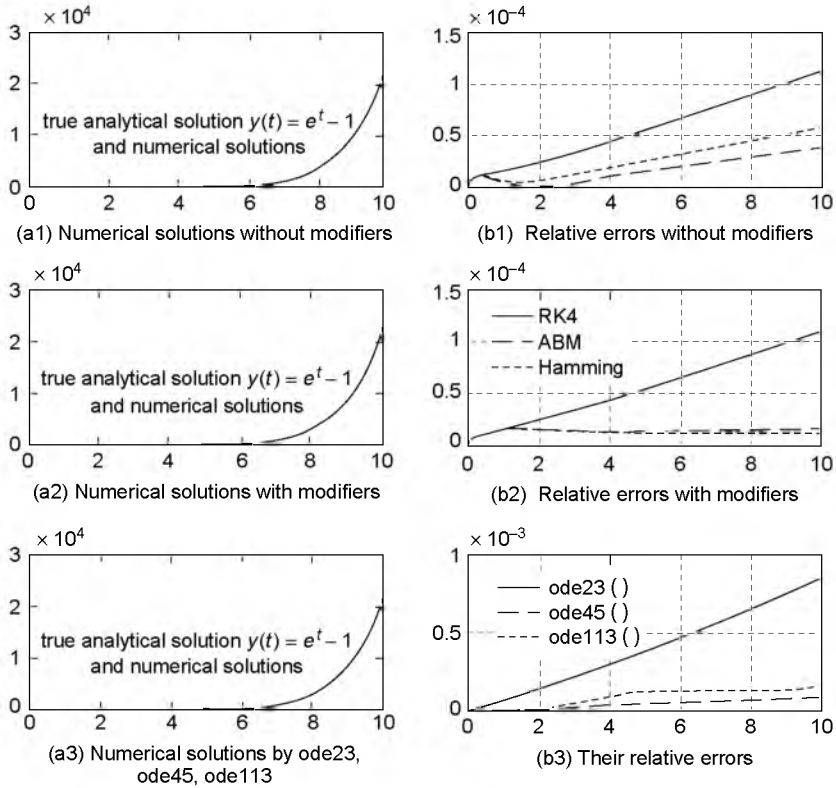 × 10⁴
3
2
1
0
true analytical solution y(t) = eᵗ – 1
and numerical solutions
0 2 4 6 8 10
(a1) Numerical solutions without modifiers
× 10⁻⁴
1.5
1
0.5
0
0 2 4 6 8 10
(b1) Relative errors without modifiers
× 10⁴
3
2
1
0
true analytical solution y(t) = eᵗ – 1
and numerical solutions
0 2 4 6 8 10
(a2) Numerical solutions with modifiers
× 10⁻⁴
1.5
1
0.5
0
RK4
ABM
Hamming
0 2 4 6 8 10
(b2) Relative errors with modifiers
× 10⁴
3
2
1
0
true analytical solution y(t) = eᵗ – 1
and numerical solutions
0 2 4 6 8 10
(a3) Numerical solutions by ode23,
ode45, ode113
× 10⁻³
1
0.5
0
ode23 ( )
ode45 ( )
ode113 ( )
0 2 4 6 8 10
(b3) Their relative errors